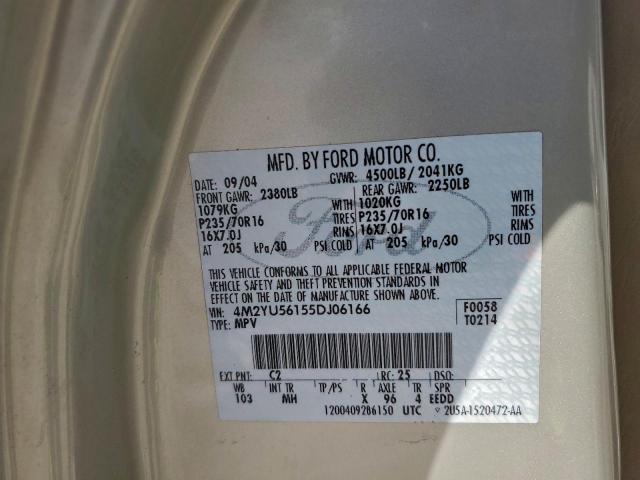 MFD. BY FORD MOTOR CO.
DATE: 09/04 GVWR: 4500LB/ 2041KG
FRONT GAWR: 2380LB REAR GAWR: 2250LB
1079KG 1020KG WITH
P235/70R16 TIRES P235/70R16 TIRES
16X7.0J RIMS 16X7.0J RIMS
AT 205 kPa/30 PSI COLD AT 205 kPa/30 PSI COLD
Ford
THIS VEHICLE CONFORMS TO ALL APPLICABLE FEDERAL MOTOR
VEHICLE SAFETY AND THEFT PREVENTION STANDARDS IN
EFFECT ON THE DATE OF MANUFACTURE SHOWN ABOVE.
VIN: 4M2YU56155DJ06166 F0058
TYPE: MPV T0214
EXT PNT: C2 RC: 25 DSO:
WB INT TR TP/PS R AXLE TR SPR
103 MH X 96 4 EEDD
12004092B6150 UTC 2U5A-1520472-AA